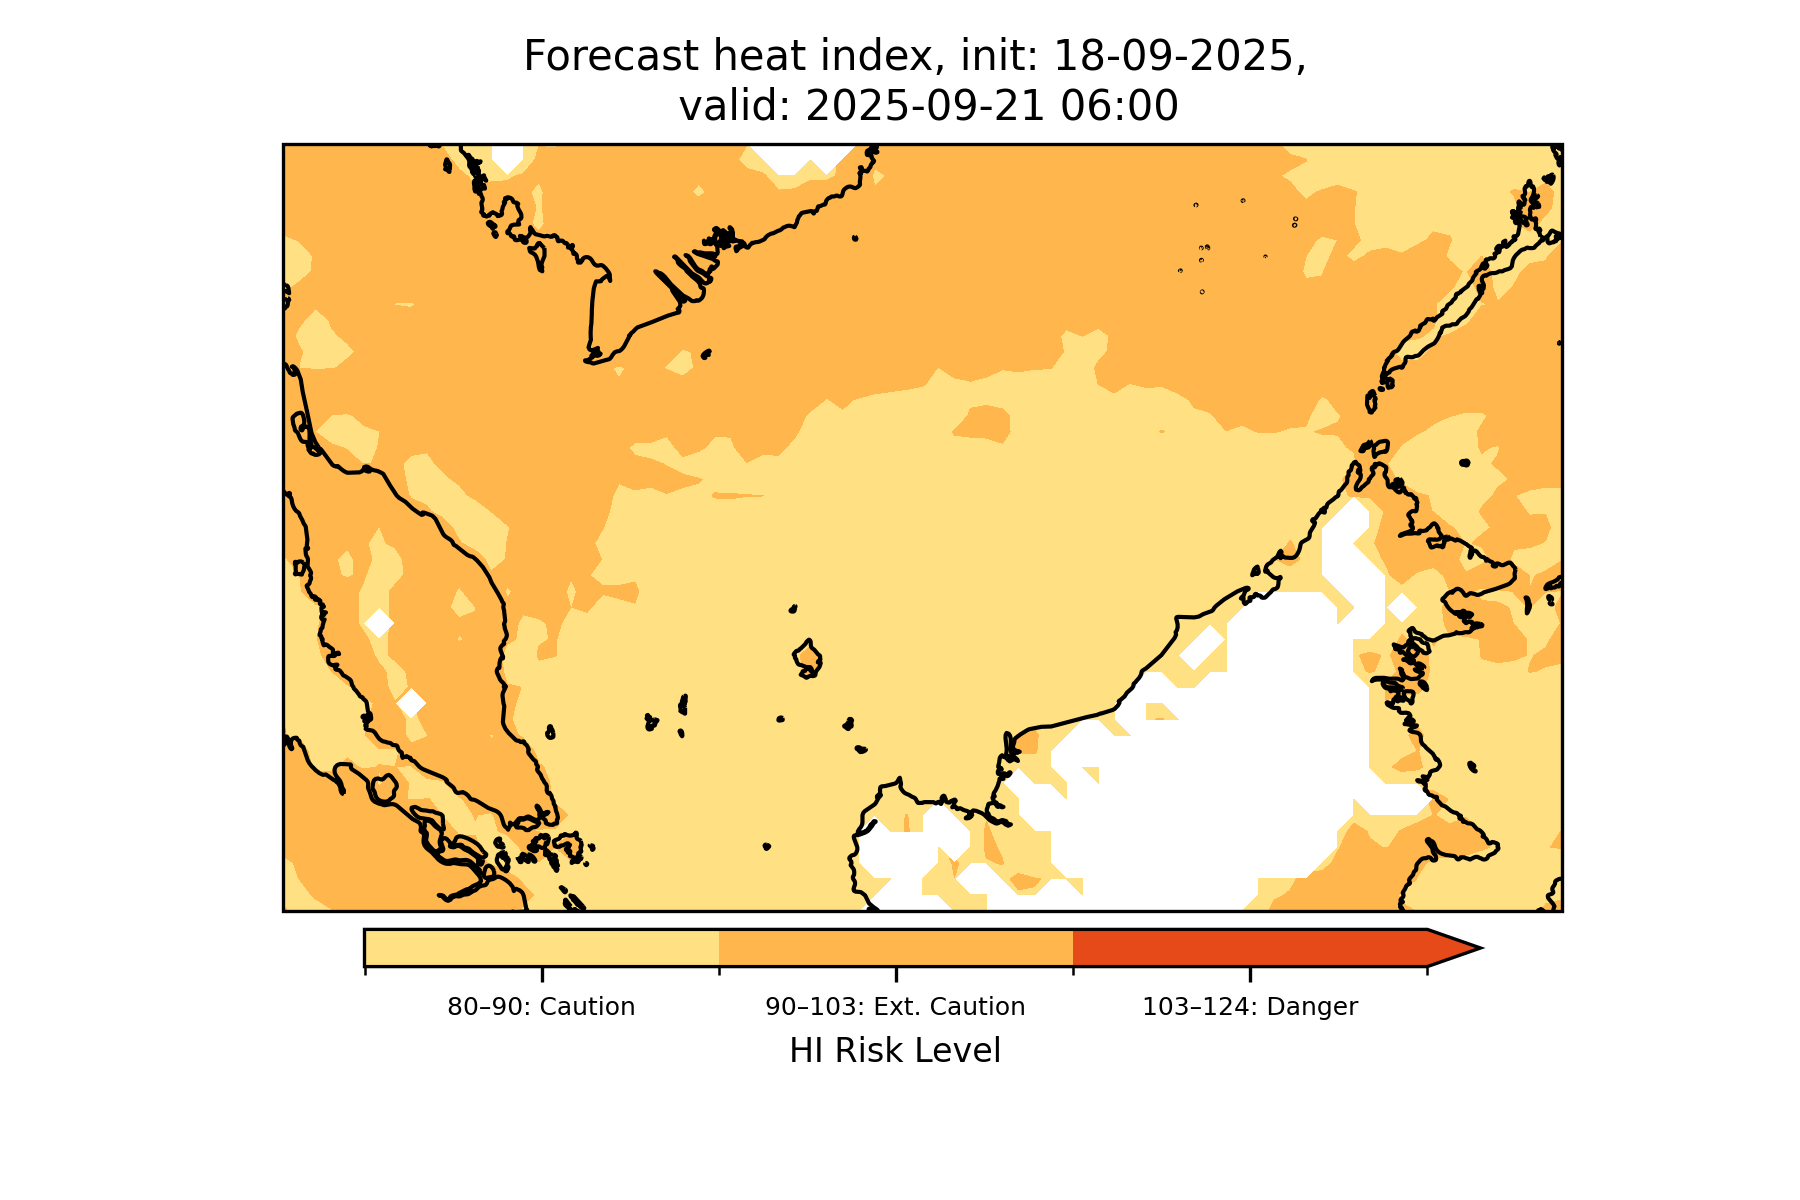 Forecast heat index, init: 18-09-2025,
valid: 2025-09-21 06:00
80–90: Caution
90–103: Ext. Caution
103–124: Danger
HI Risk Level